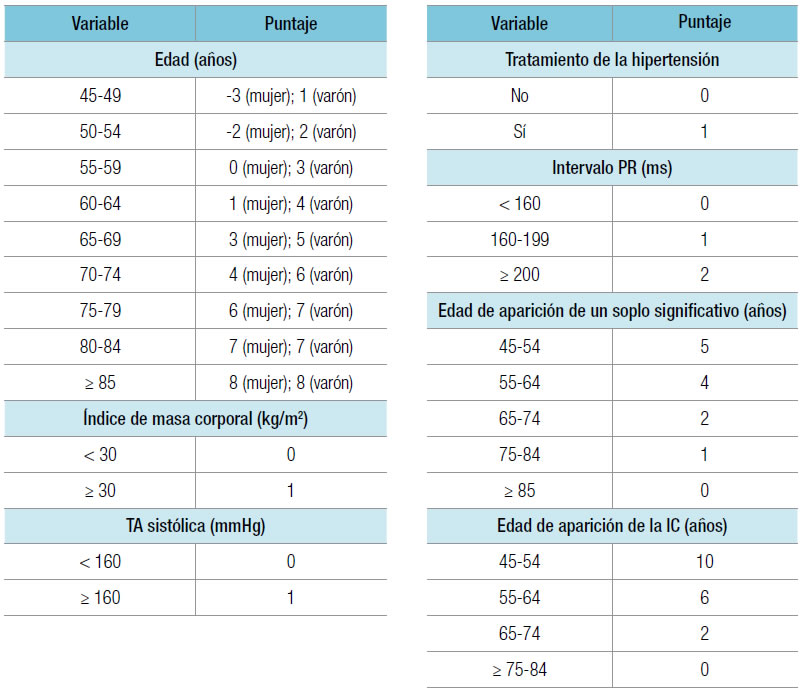 Variable Puntaje
Edad (años)
45-49 -3 (mujer); 1 (varón)
50-54 -2 (mujer); 2 (varón)
55-59 0 (mujer); 3 (varón)
60-64 1 (mujer); 4 (varón)
65-69 3 (mujer); 5 (varón)
70-74 4 (mujer); 6 (varón)
75-79 6 (mujer); 7 (varón)
80-84 7 (mujer); 7 (varón)
≥ 85 8 (mujer); 8 (varón)
Índice de masa corporal (kg/m²)
< 30 0
≥ 30 1
TA sistólica (mmHg)
< 160 0
≥ 160 1
Variable Puntaje
Tratamiento de la hipertensión
No 0
Sí 1
Intervalo PR (ms)
< 160 0
160-199 1
≥ 200 2
Edad de aparición de un soplo significativo (años)
45-54 5
55-64 4
65-74 2
75-84 1
≥ 85 0
Edad de aparición de la IC (años)
45-54 10
55-64 6
65-74 2
≥ 75-84 0